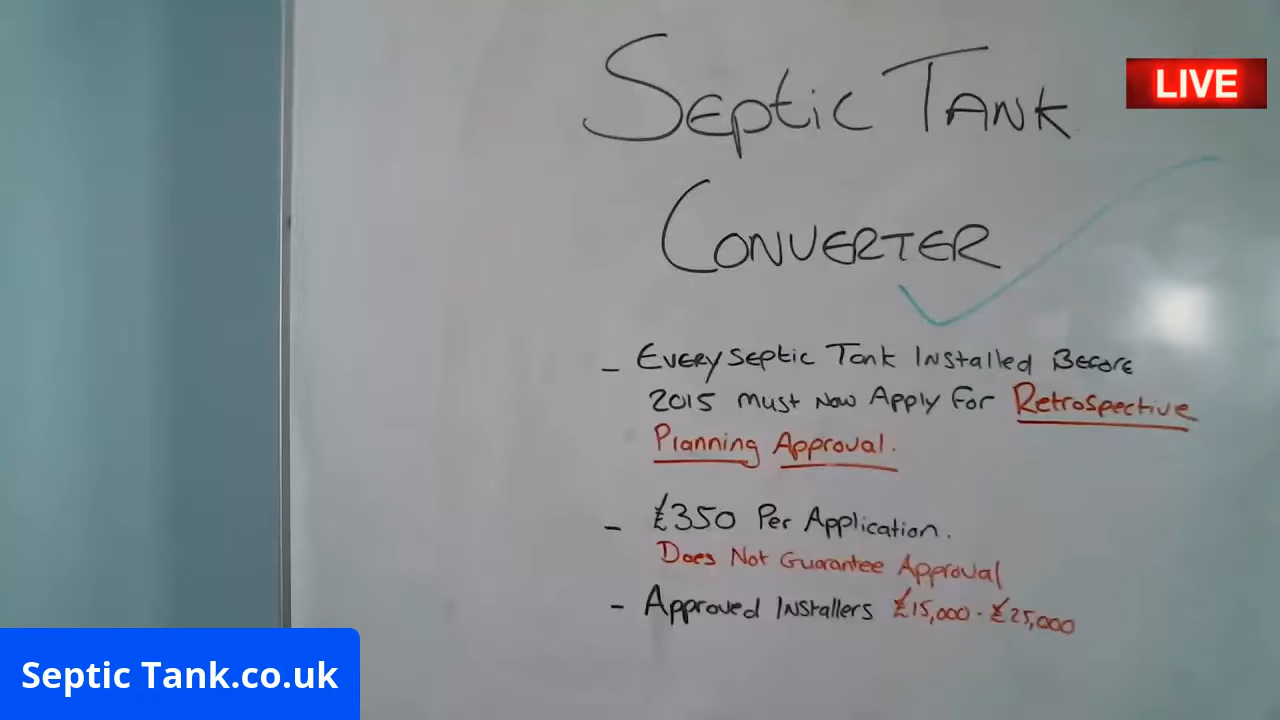 SEPTIC TANK
LIVE
CONVERTER
- EVERY SEPTIC TANK INSTALLED BEFORE
2015 MUST NOW APPLY FOR Retrospective
Planning Approval.
- £350 Per Application.
Does Not Guarantee Approval
- Approved Installers £15,000 - £25,000
Septic Tank.co.uk